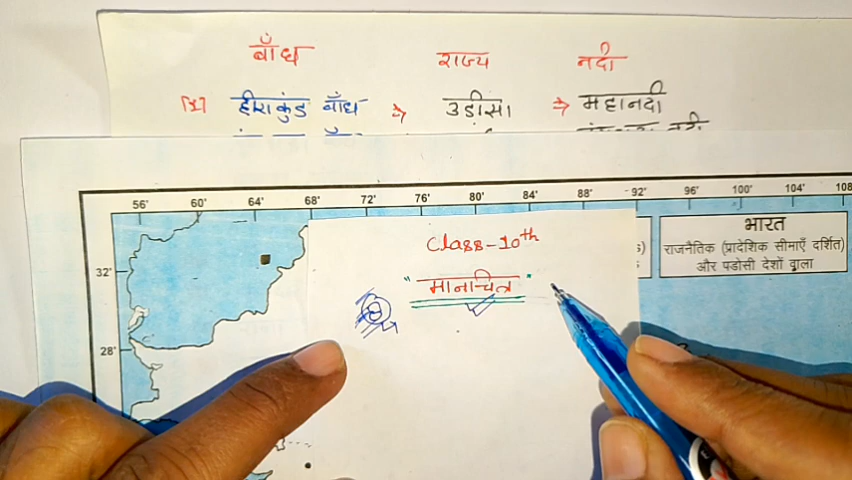 बाँध राज्य नदी
[1] हीराकुंड बाँध → उड़ीसा → महानदी
56' 60' 64' 68' 72' 76' 80' 84' 88' 92' 96' 100' 104' 108
32'
28'
भारत
राजनैतिक (प्रादेशिक सीमाएँ दर्शित)
और पडोसी देशों वाला
Class-10th
"मानचित्र"